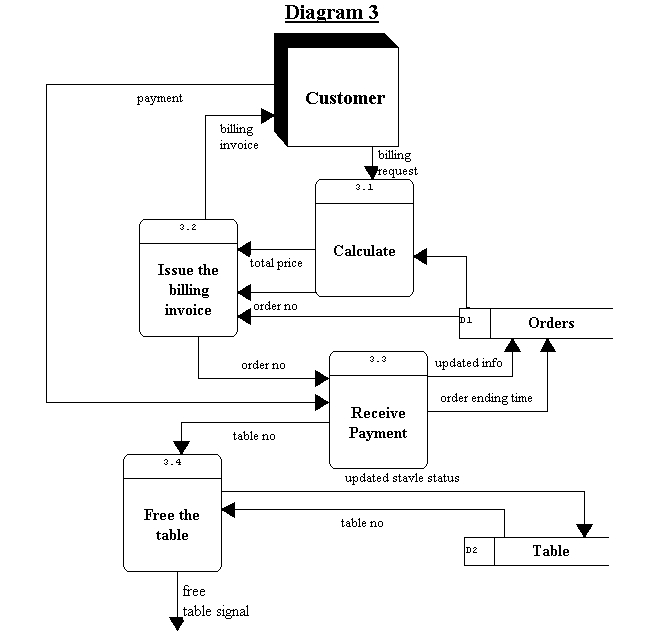 Diagram 3
Customer
payment
billing
invoice
billing
request
3.1
Calculate
3.2
Issue the
billing
invoice
total price
order no
D1
Orders
order no
3.3
Receive
Payment
updated info
order ending time
table no
3.4
Free the
table
updated stavle status
table no
D2
Table
free
table signal